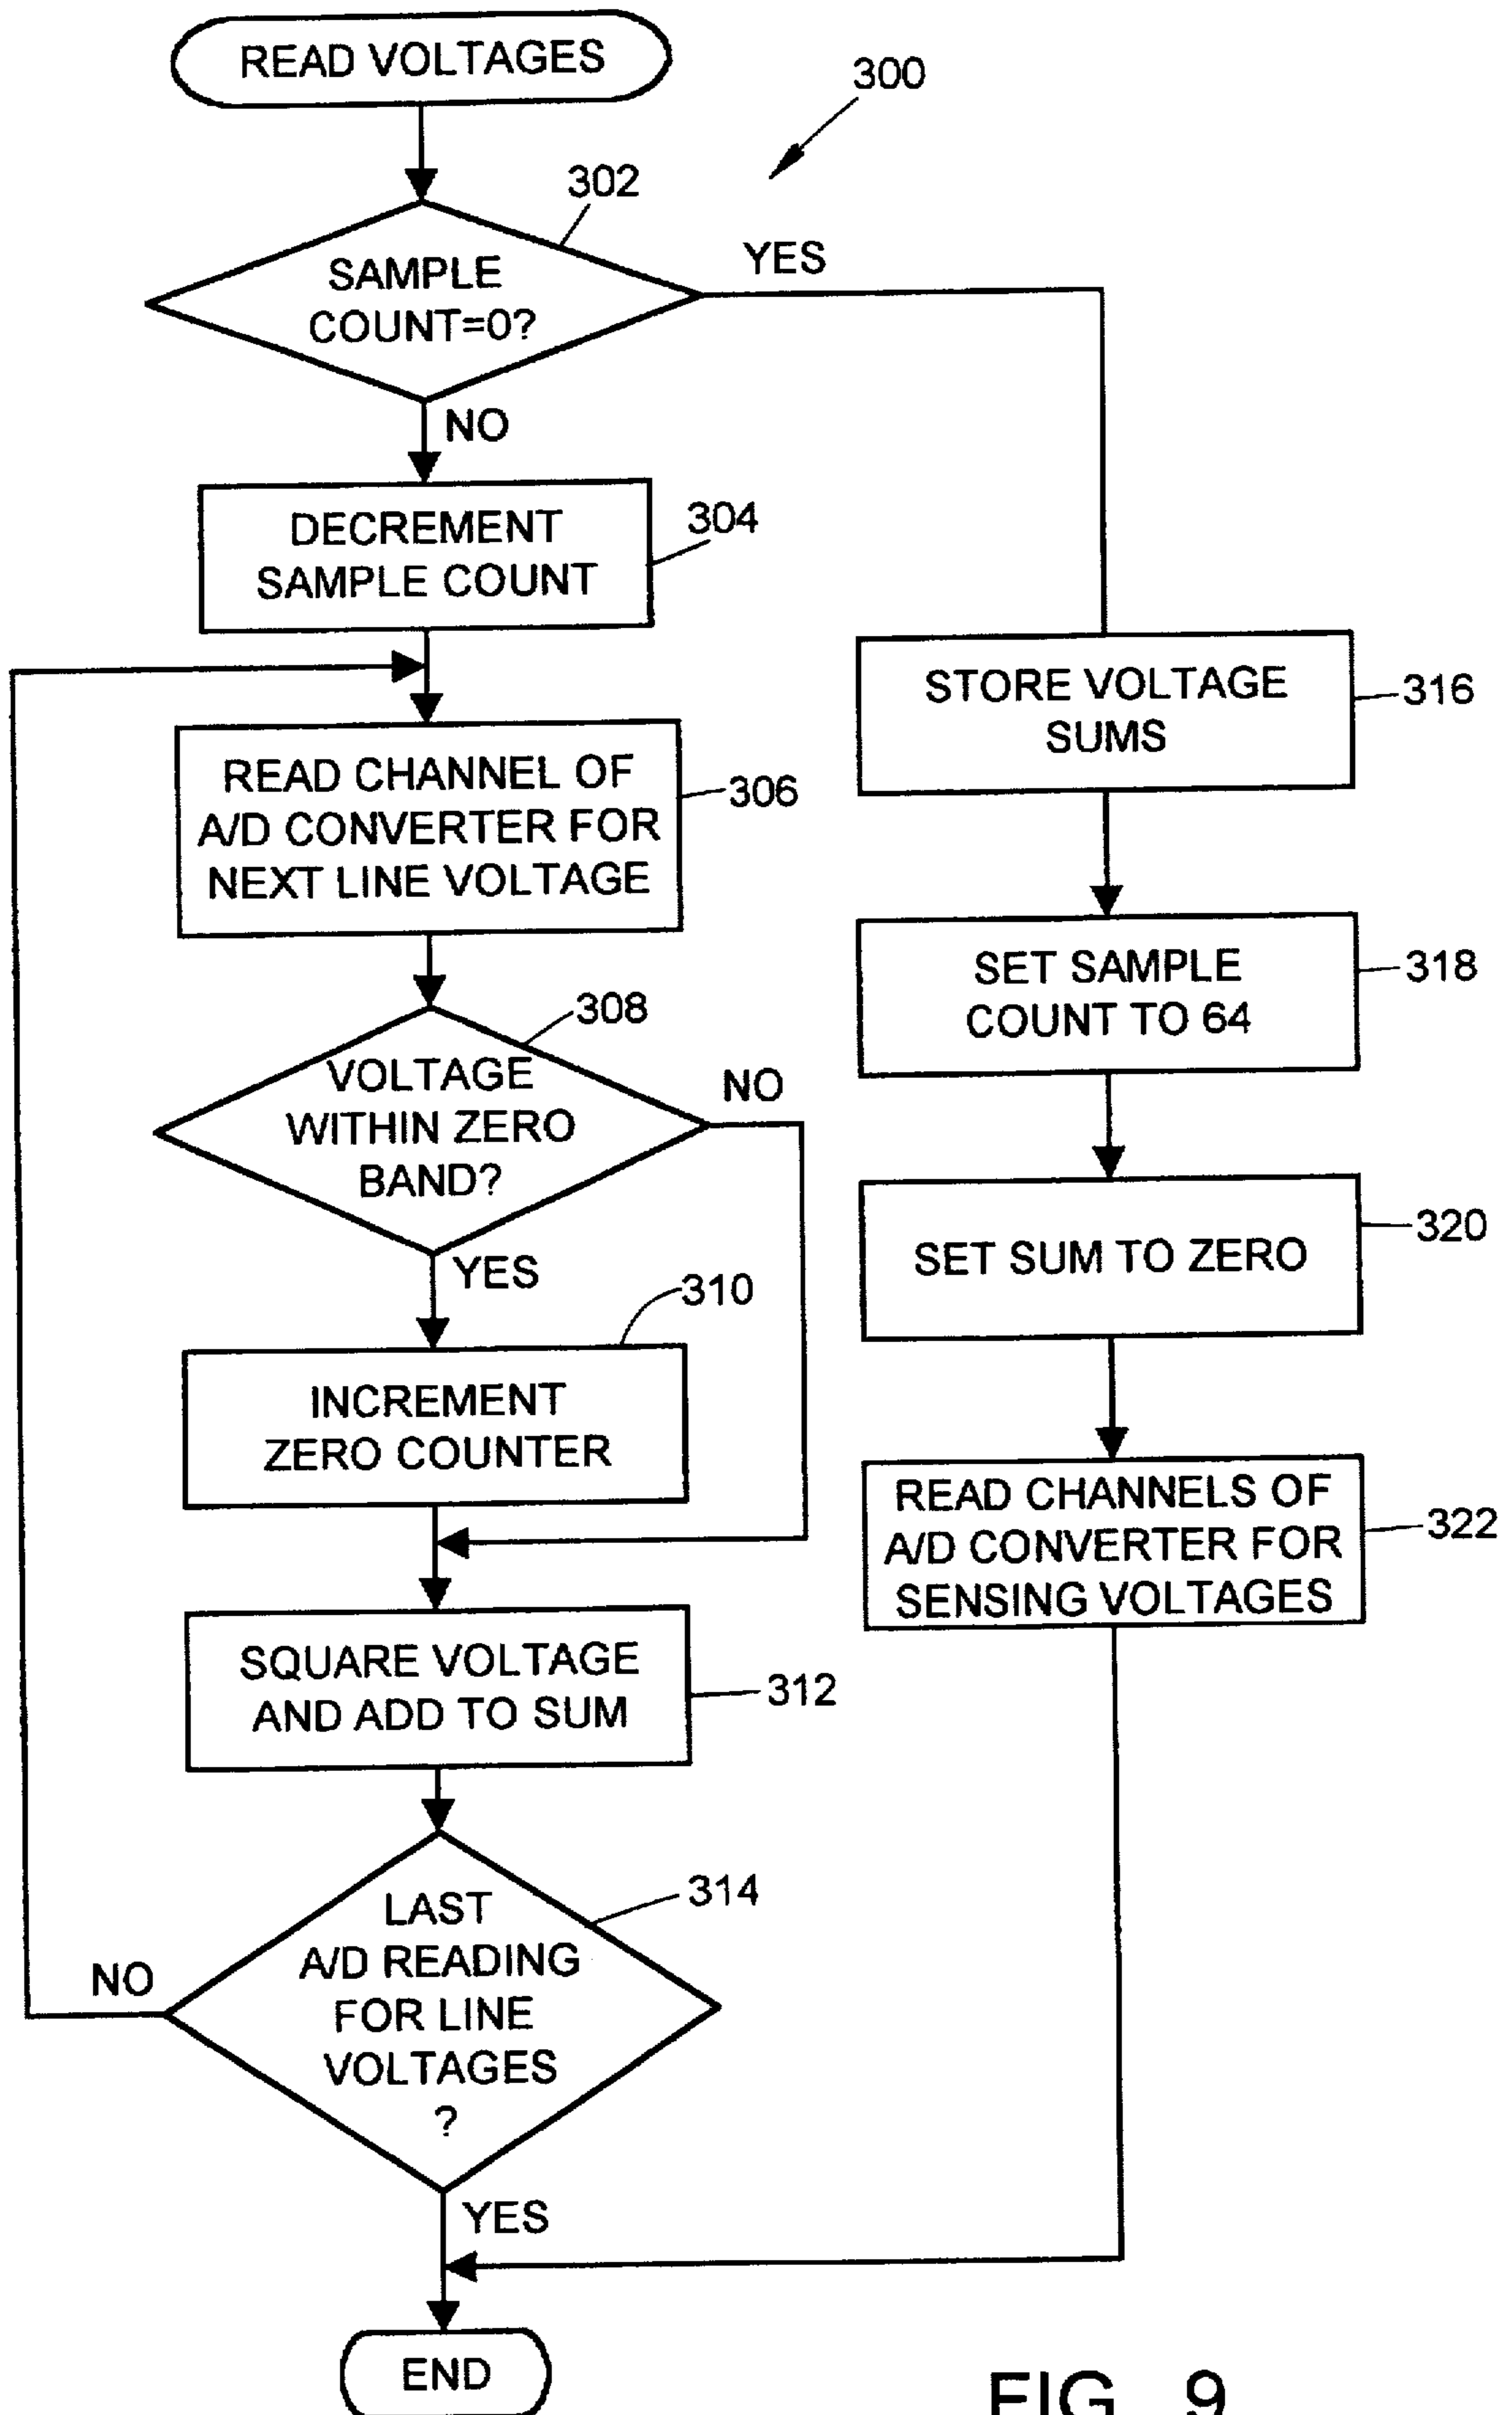 READ VOLTAGES
300
302
SAMPLE
COUNT=0?
YES
NO
DECREMENT
SAMPLE COUNT
304
READ CHANNEL OF
A/D CONVERTER FOR
NEXT LINE VOLTAGE
306
308
VOLTAGE
WITHIN ZERO
BAND?
NO
YES
310
INCREMENT
ZERO COUNTER
SQUARE VOLTAGE
AND ADD TO SUM
312
314
LAST
A/D READING
FOR LINE
VOLTAGES
?
NO
YES
STORE VOLTAGE
SUMS
316
SET SAMPLE
COUNT TO 64
318
SET SUM TO ZERO
320
READ CHANNELS OF
A/D CONVERTER FOR
SENSING VOLTAGES
322
END
FIG. 9